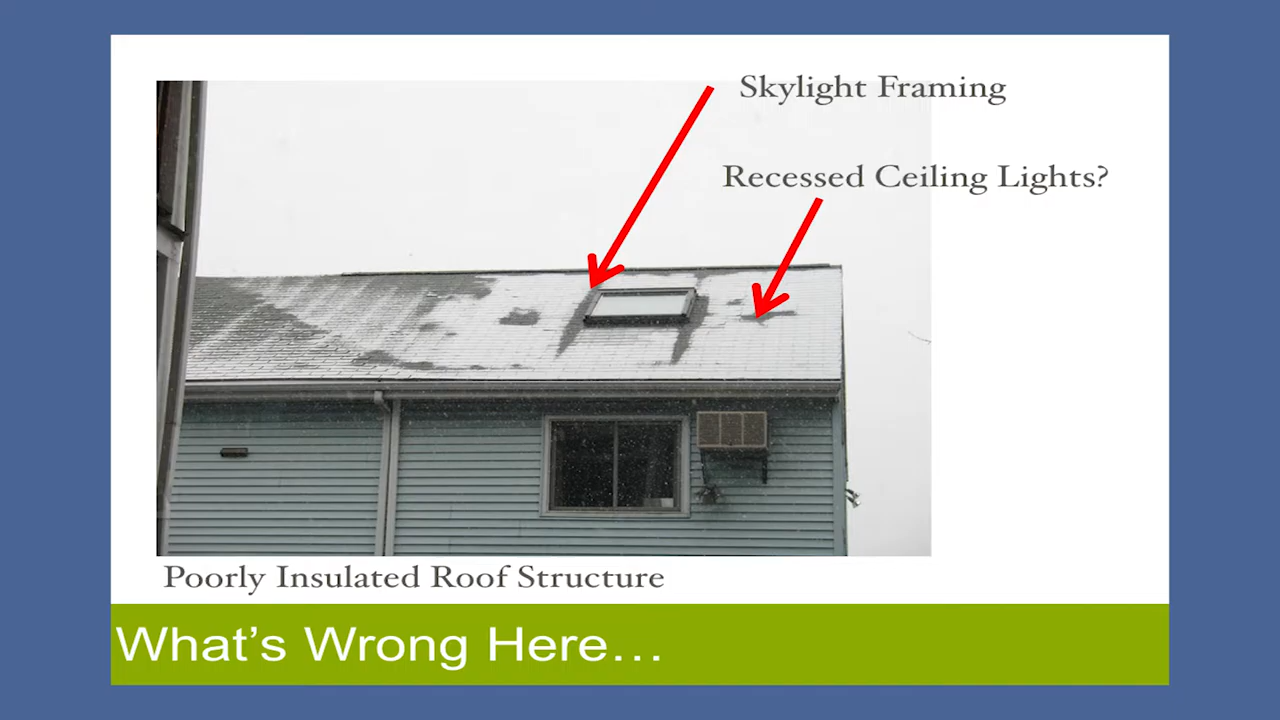 Skylight Framing
Recessed Ceiling Lights?
Poorly Insulated Roof Structure
What’s Wrong Here…